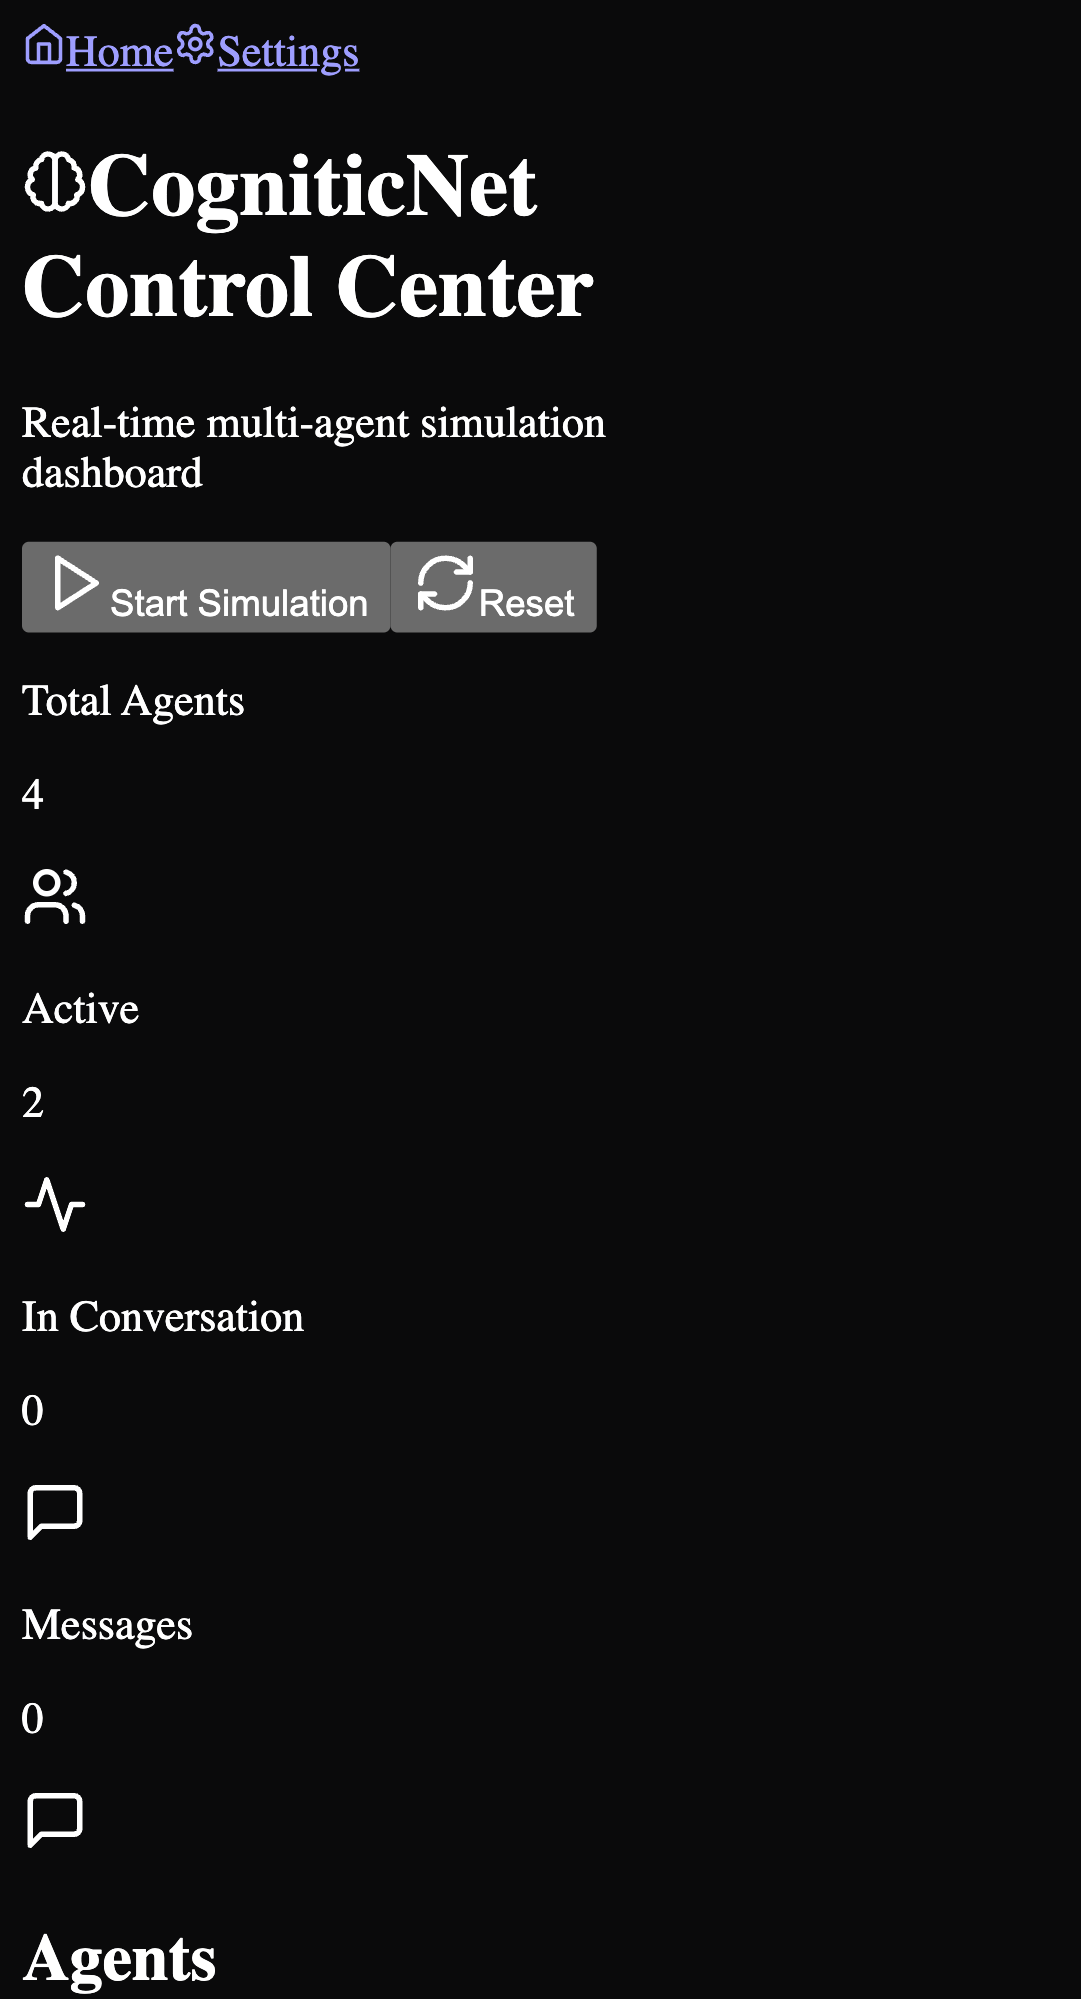 Home Settings
CogniticNet
Control Center
Real-time multi-agent simulation
dashboard
Start Simulation Reset
Total Agents
4
Active
2
In Conversation
0
Messages
0
Agents